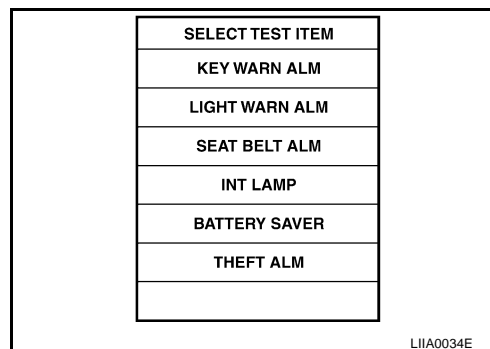 SELECT TEST ITEM
KEY WARN ALM
LIGHT WARN ALM
SEAT BELT ALM
INT LAMP
BATTERY SAVER
THEFT ALM
LIIA0034E